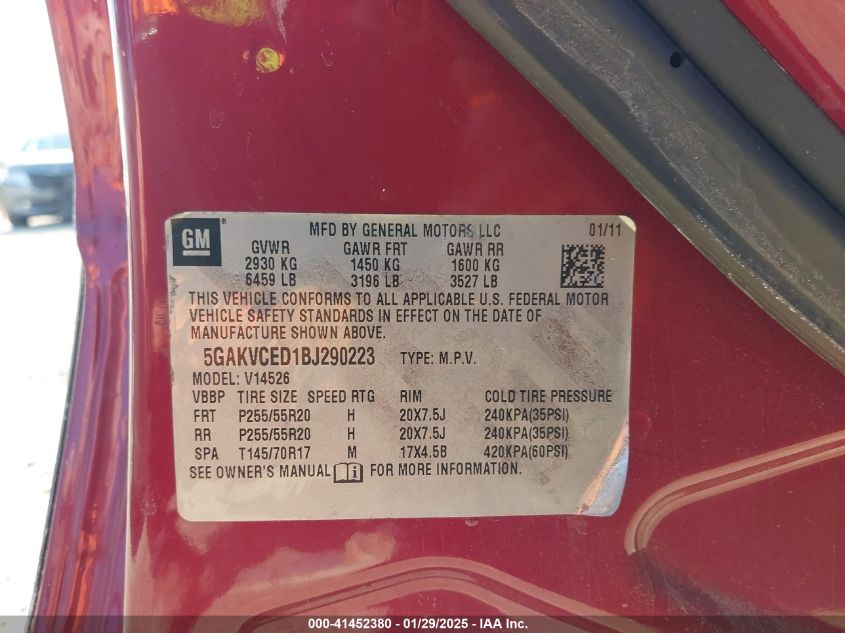 GM
MFD BY GENERAL MOTORS LLC 01/11
GVWR GAWR FRT GAWR RR
2930 KG 1450 KG 1600 KG
6459 LB 3196 LB 3527 LB
THIS VEHICLE CONFORMS TO ALL APPLICABLE U.S. FEDERAL MOTOR
VEHICLE SAFETY STANDARDS IN EFFECT ON THE DATE OF
MANUFACTURE SHOWN ABOVE.
5GAKVCED1BJ290223 TYPE: M.P.V.
MODEL: V14526
VBBP TIRE SIZE SPEED RTG RIM COLD TIRE PRESSURE
FRT P255/55R20 H 20X7.5J 240KPA(35PSI)
RR P255/55R20 H 20X7.5J 240KPA(35PSI)
SPA T145/70R17 M 17X4.5B 420KPA(60PSI)
SEE OWNER'S MANUAL i FOR MORE INFORMATION.
000-41452380 - 01/29/2025 - IAA Inc.